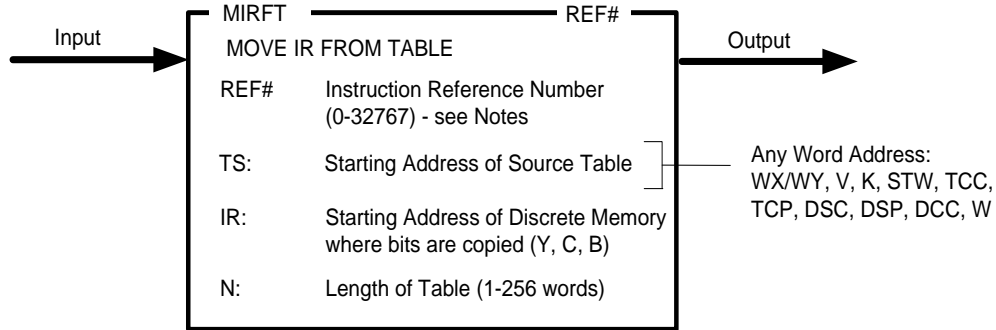 MIRFT REF#
Input
MOVE IR FROM TABLE
Output
REF# Instruction Reference Number
(0-32767) - see Notes
TS: Starting Address of Source Table
Any Word Address:
WX/WY, V, K, STW, TCC,
TCP, DSC, DSP, DCC, W
IR: Starting Address of Discrete Memory
where bits are copied (Y, C, B)
N: Length of Table (1-256 words)